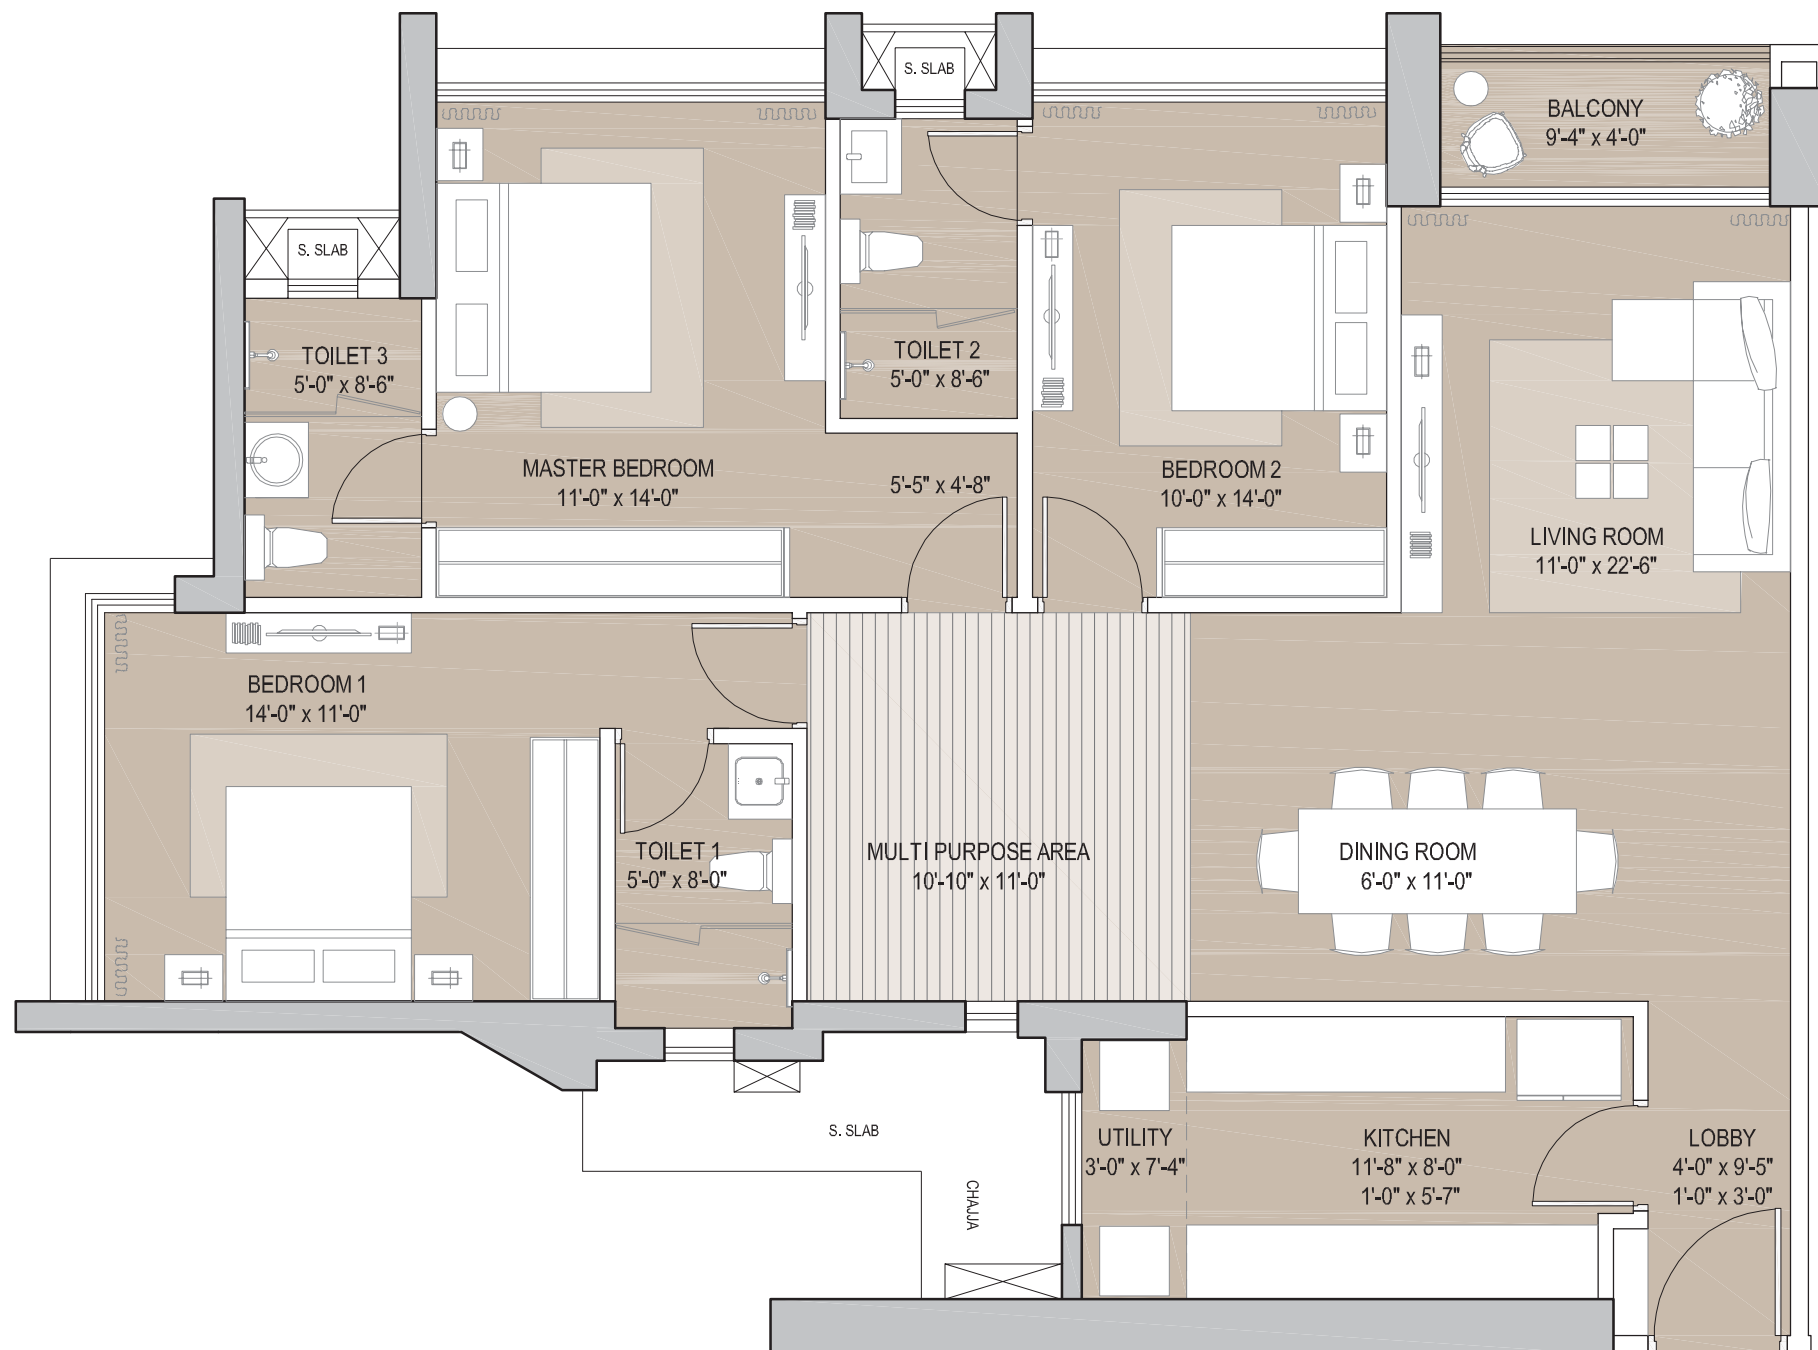 S. SLAB
BALCONY
9'-4" x 4'-0"
S. SLAB
TOILET 3
5'-0" x 8'-6"
TOILET 2
5'-0" x 8'-6"
MASTER BEDROOM
11'-0" x 14'-0"
5'-5" x 4'-8"
BEDROOM 2
10'-0" x 14'-0"
LIVING ROOM
11'-0" x 22'-6"
BEDROOM 1
14'-0" x 11'-0"
TOILET 1
5'-0" x 8'-0"
MULTI PURPOSE AREA
10'-10" x 11'-0"
DINING ROOM
6'-0" x 11'-0"
S. SLAB
CHAJJA
UTILITY
3'-0" x 7'-4"
KITCHEN
11'-8" x 8'-0"
1'-0" x 5'-7"
LOBBY
4'-0" x 9'-5"
1'-0" x 3'-0"